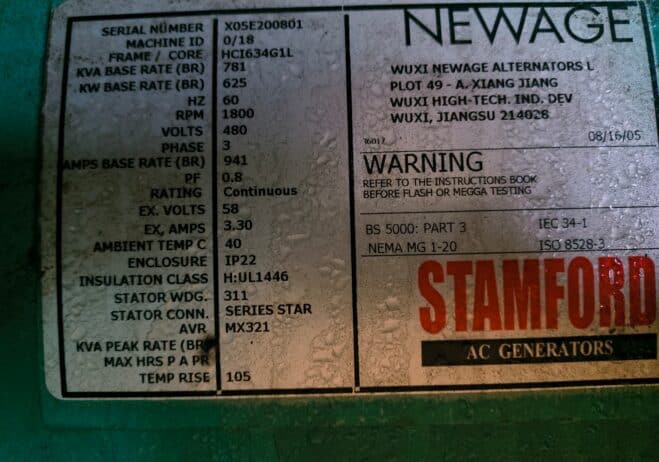 SERIAL NUMBER X05E200801
MACHINE ID 0/18
FRAME / CORE HCI634G1L
KVA BASE RATE (BR) 781
KW BASE RATE (BR) 625
HZ 60
RPM 1800
VOLTS 480
PHASE 3
AMPS BASE RATE (BR) 941
PF 0.8
RATING Continuous
EX. VOLTS 58
EX, AMPS 3.30
AMBIENT TEMP C 40
ENCLOSURE IP22
INSULATION CLASS H:UL1446
STATOR WDG. 311
STATOR CONN. SERIES STAR
AVR MX321
KVA PEAK RATE (BR
MAX HRS P A PR
TEMP RISE 105
NEWAGE
WUXI NEWAGE ALTERNATORS L
PLOT 49 - A. XIANG JIANG
WUXI HIGH-TECH. IND. DEV
WUXI, JIANGSU 214028
08/16/05
WARNING
REFER TO THE INSTRUCTIONS BOOK
BEFORE FLASH OR MEGGA TESTING
BS 5000: PART 3 IEC 34-1
NEMA MG 1-20 ISO 8528-3
STAMFORD
AC GENERATORS